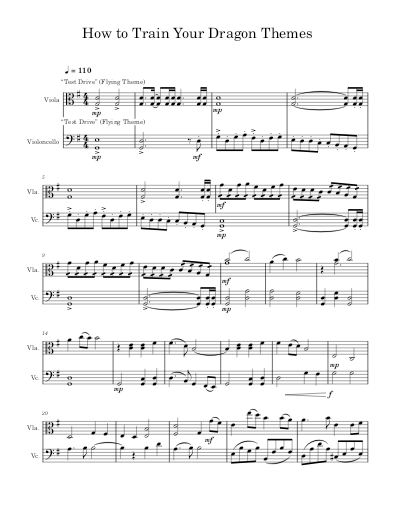 How to Train Your Dragon Themes
♩ = 110
"Test Drive" (Flying Theme)
Viola
mp
"Test Drive" (Flying Theme)
Violoncello
mp mf mp
5
Vla.
mf
Vc.
mp
9
Vla.
mf
Vc.
mp
14
Vla.
mp
Vc.
mp f
20
Vla.
mf
Vc.
mf